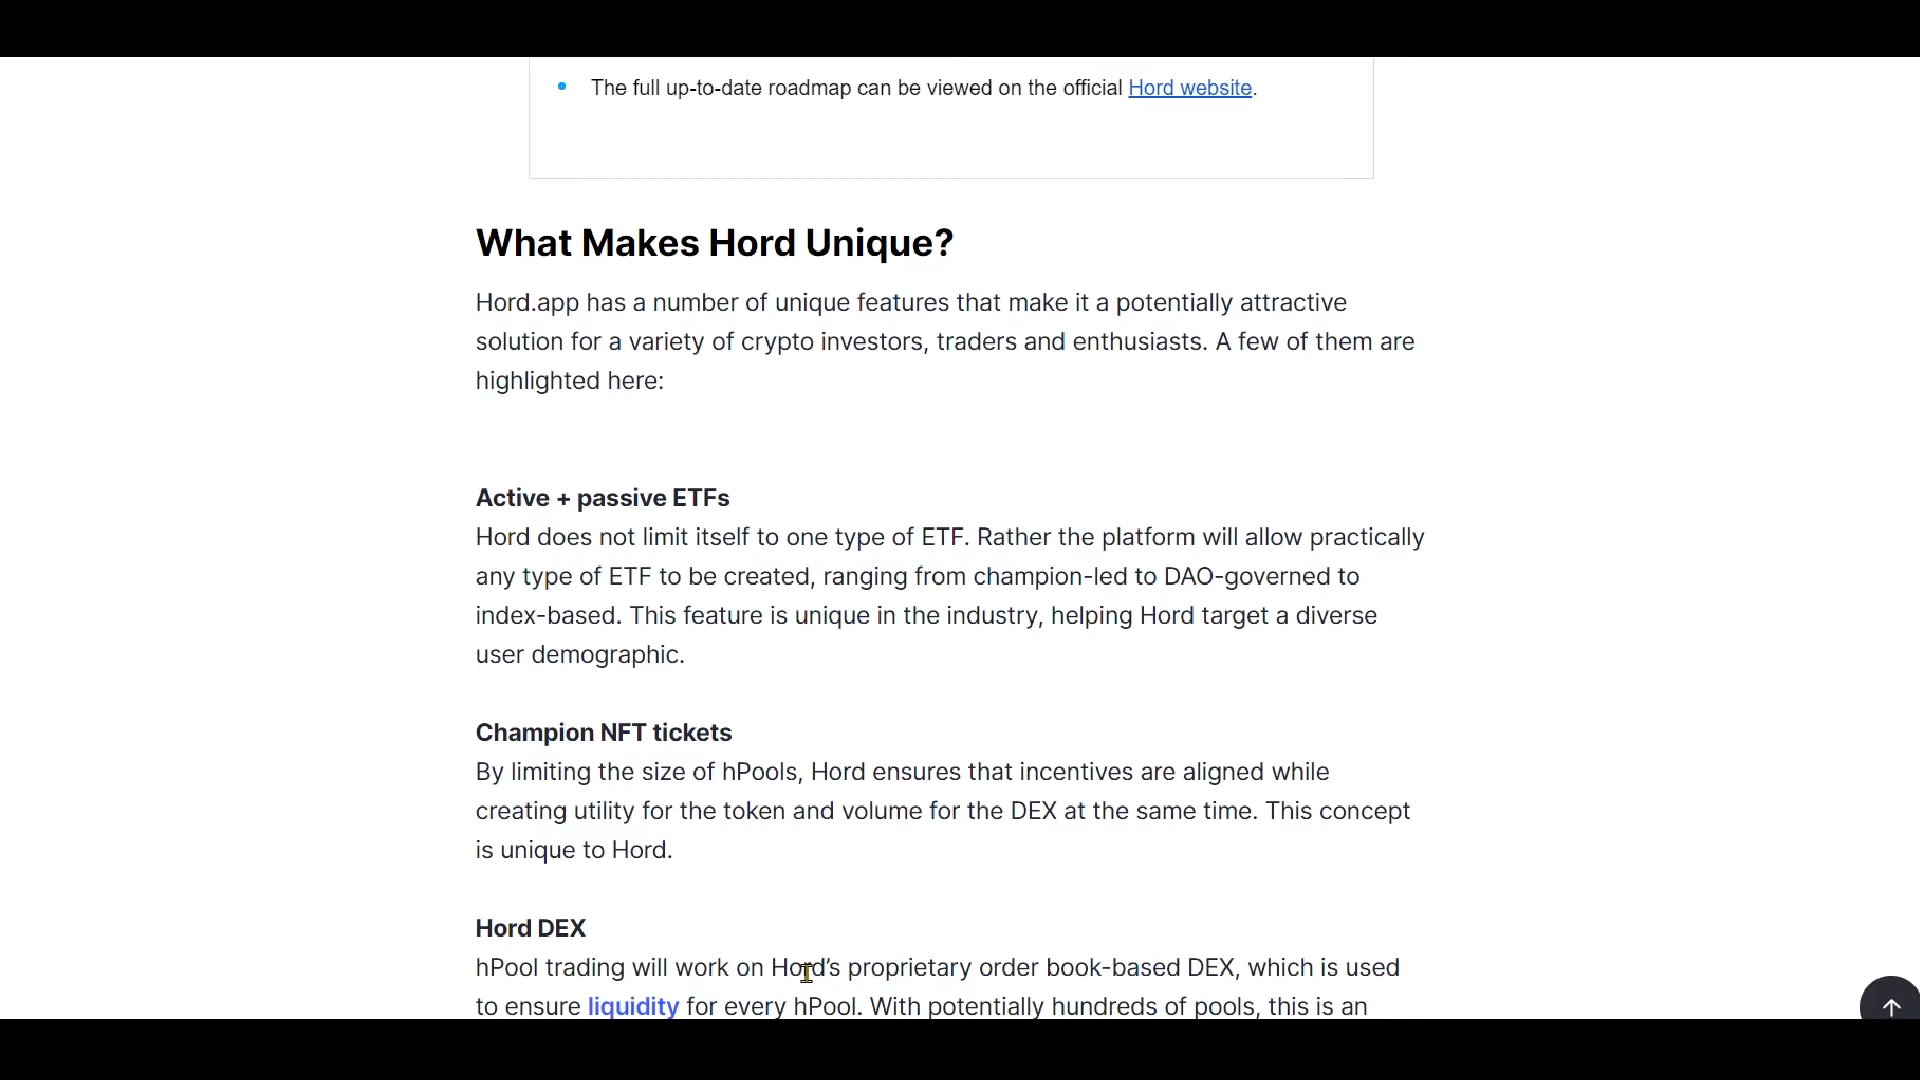 The full up-to-date roadmap can be viewed on the official Hord website.
What Makes Hord Unique?
Hord.app has a number of unique features that make it a potentially attractive
solution for a variety of crypto investors, traders and enthusiasts. A few of them are
highlighted here:
Active + passive ETFs
Hord does not limit itself to one type of ETF. Rather the platform will allow practically
any type of ETF to be created, ranging from champion-led to DAO-governed to
index-based. This feature is unique in the industry, helping Hord target a diverse
user demographic.
Champion NFT tickets
By limiting the size of hPools, Hord ensures that incentives are aligned while
creating utility for the token and volume for the DEX at the same time. This concept
is unique to Hord.
Hord DEX
hPool trading will work on Hord’s proprietary order book-based DEX, which is used
to ensure liquidity for every hPool. With potentially hundreds of pools, this is an